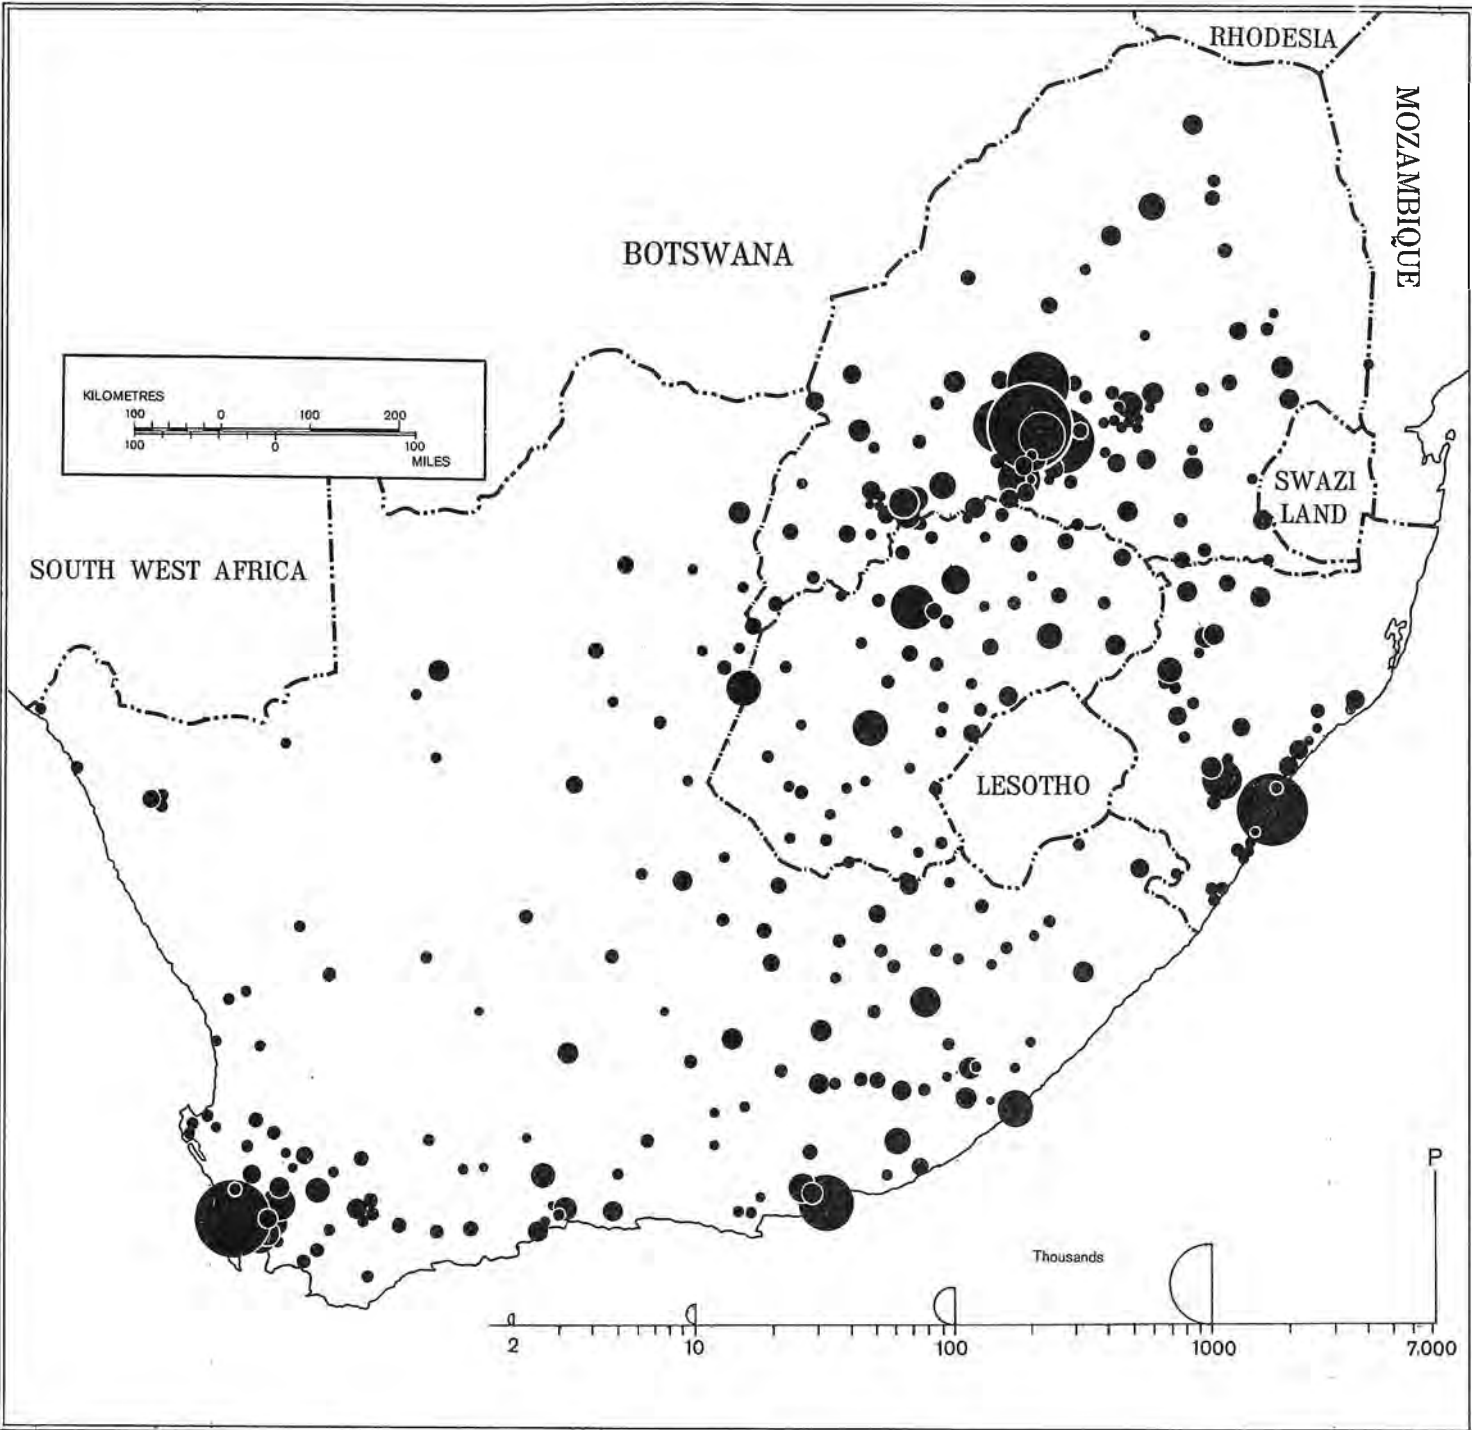 RHODESIA
MOZAMBIQUE
BOTSWANA
KILOMETRES
100 0 100 200
100 0 100
MILES
SWAZI
LAND
SOUTH WEST AFRICA
LESOTHO
P
Thousands
2 10 100 1000 7,000